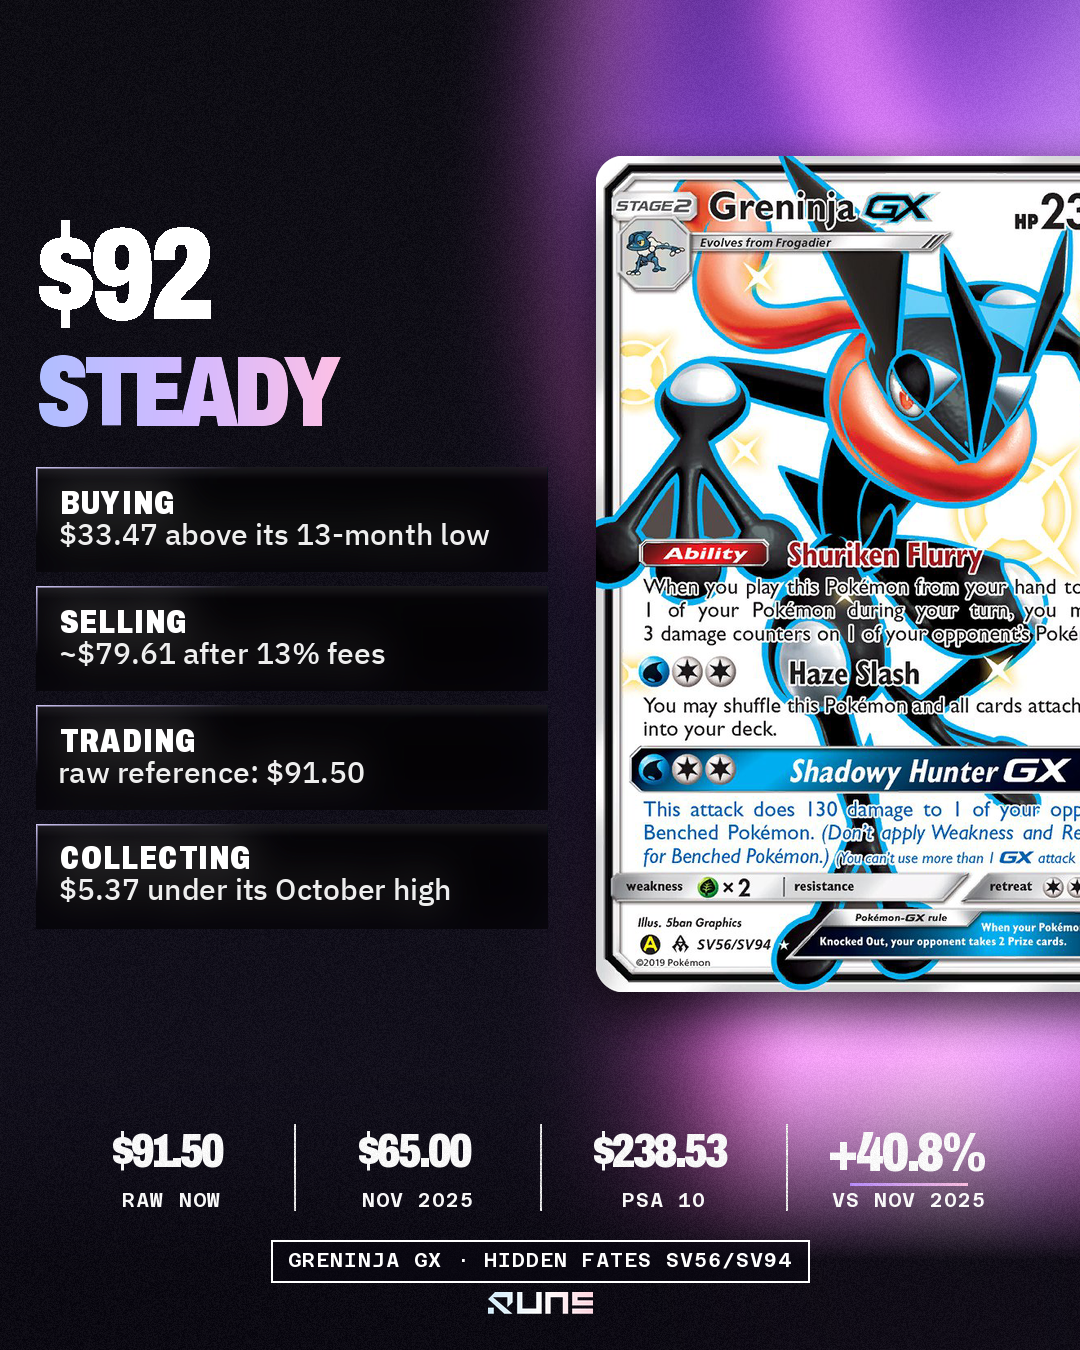 $92
STEADY
BUYING
$33.47 above its 13-month low
SELLING
~$79.61 after 13% fees
TRADING
raw reference: $91.50
COLLECTING
$5.37 under its October high
STAGE2
Greninja GX
HP 23
Evolves from Frogadier
Ability Shuriken Flurry
When you play this Pokémon from your hand to
1 of your Pokémon during your turn, you m
3 damage counters on 1 of your opponent's Poké
Haze Slash
You may shuffle this Pokémon and all cards attach
into your deck.
Shadowy Hunter GX
This attack does 130 damage to 1 of your opp
Benched Pokémon. (Don't apply Weakness and Re
for Benched Pokémon.) (You can't use more than 1 GX attack
weakness ×2 resistance retreat
Illus. 5ban Graphics
A SV56/SV94
©2019 Pokémon
Pokémon-GX rule
When your Pokémo
Knocked Out, your opponent takes 2 Prize cards.
$91.50 $65.00 $238.53 +40.8%
RAW NOW NOV 2025 PSA 10 VS NOV 2025
GRENINJA GX · HIDDEN FATES SV56/SV94
RUNE